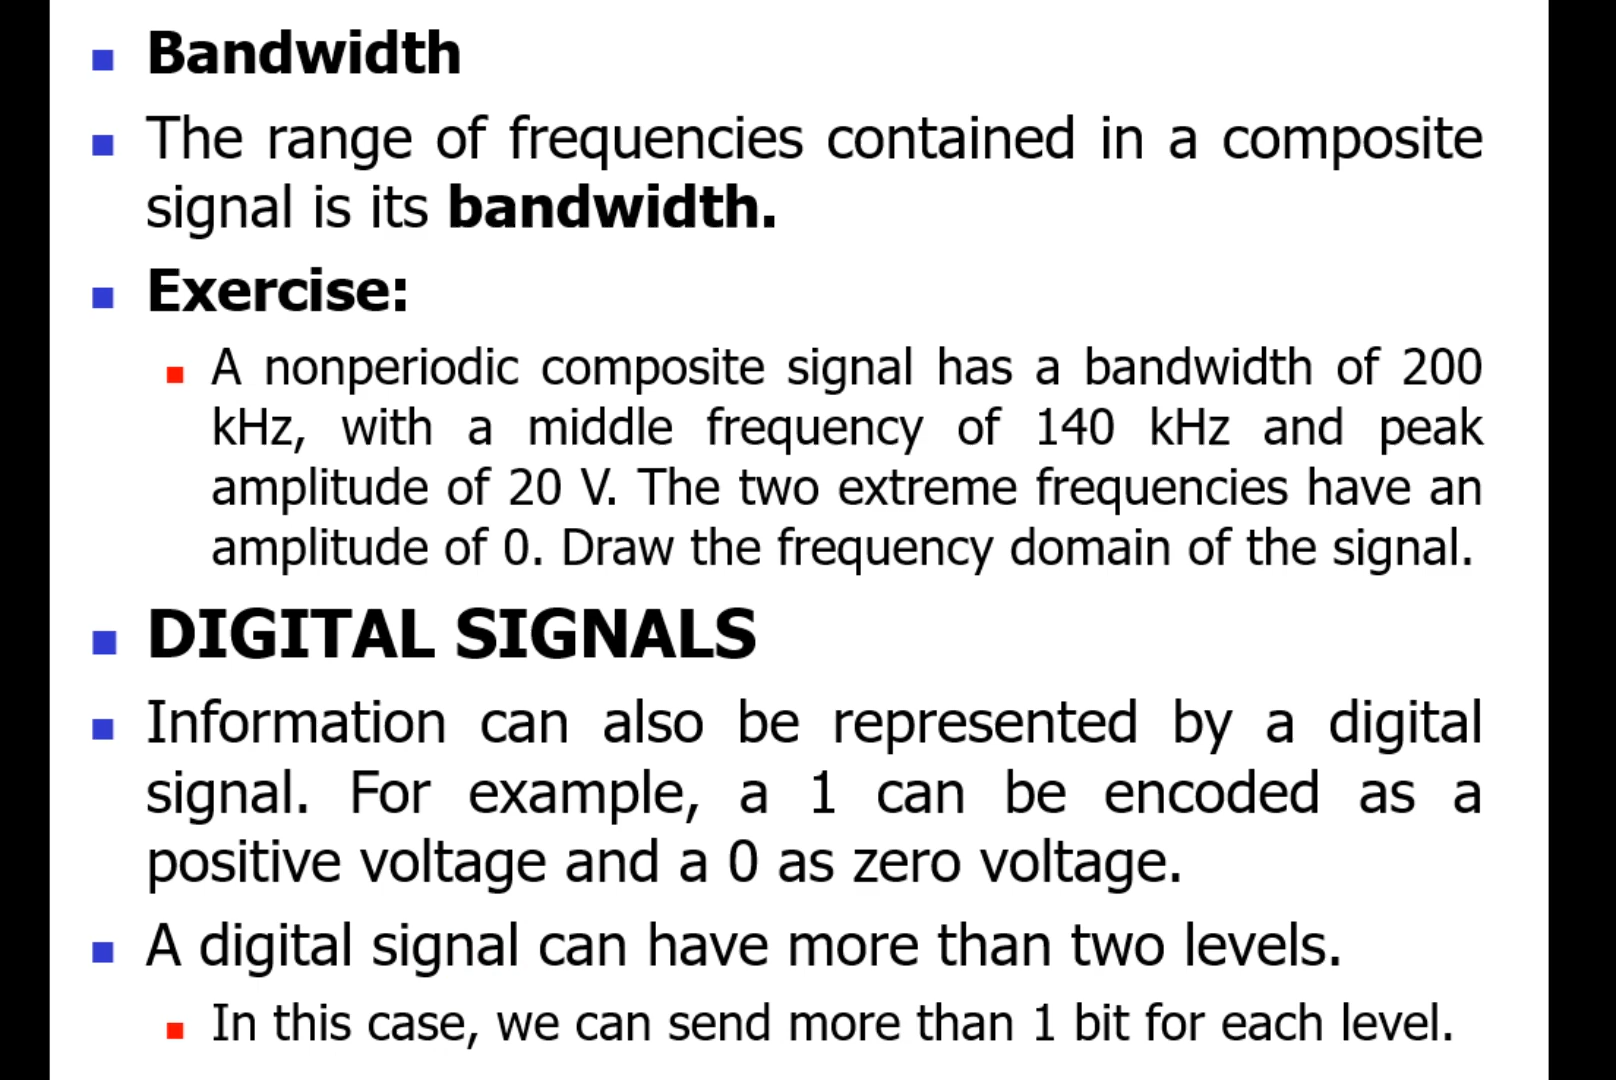 Bandwidth
The range of frequencies contained in a composite
signal is its bandwidth.
Exercise:
A nonperiodic composite signal has a bandwidth of 200
kHz, with a middle frequency of 140 kHz and peak
amplitude of 20 V. The two extreme frequencies have an
amplitude of 0. Draw the frequency domain of the signal.
DIGITAL SIGNALS
Information can also be represented by a digital
signal. For example, a 1 can be encoded as a
positive voltage and a 0 as zero voltage.
A digital signal can have more than two levels.
In this case, we can send more than 1 bit for each level.